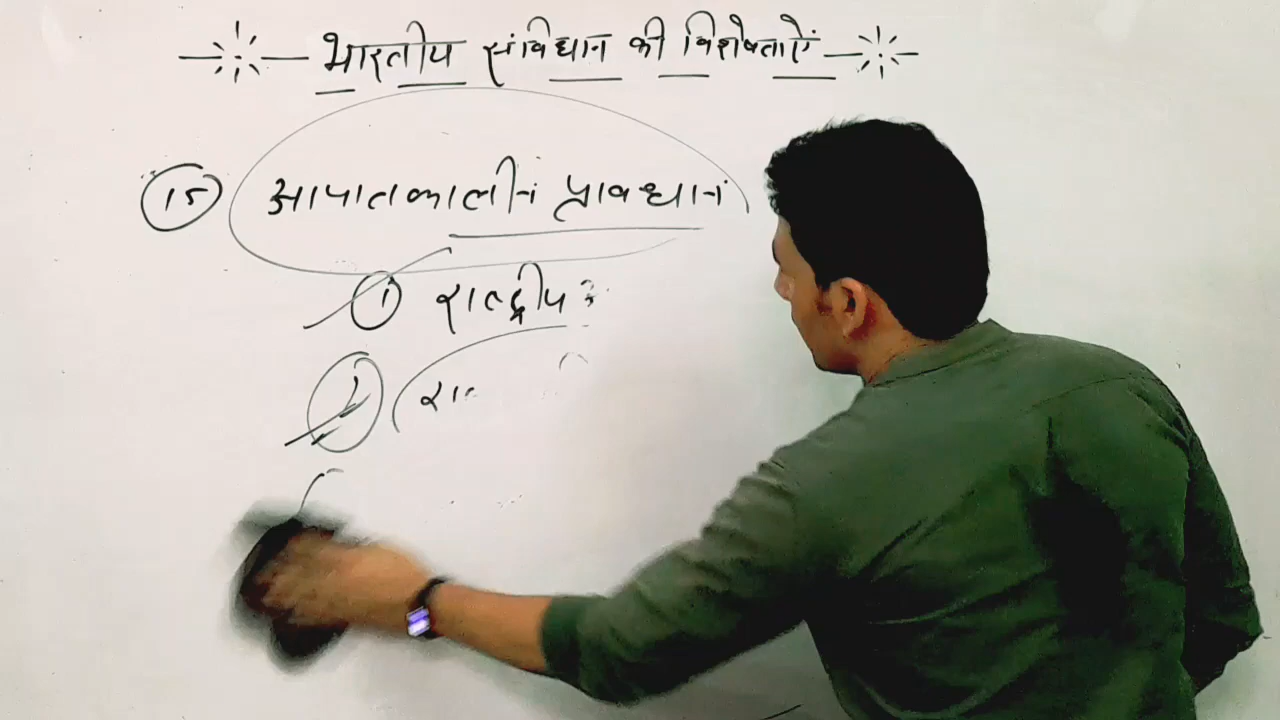 भारतीय संविधान की विशेषताऐं
15 आपातकालीन प्रावधान
1 राष्ट्रीय
2 रा